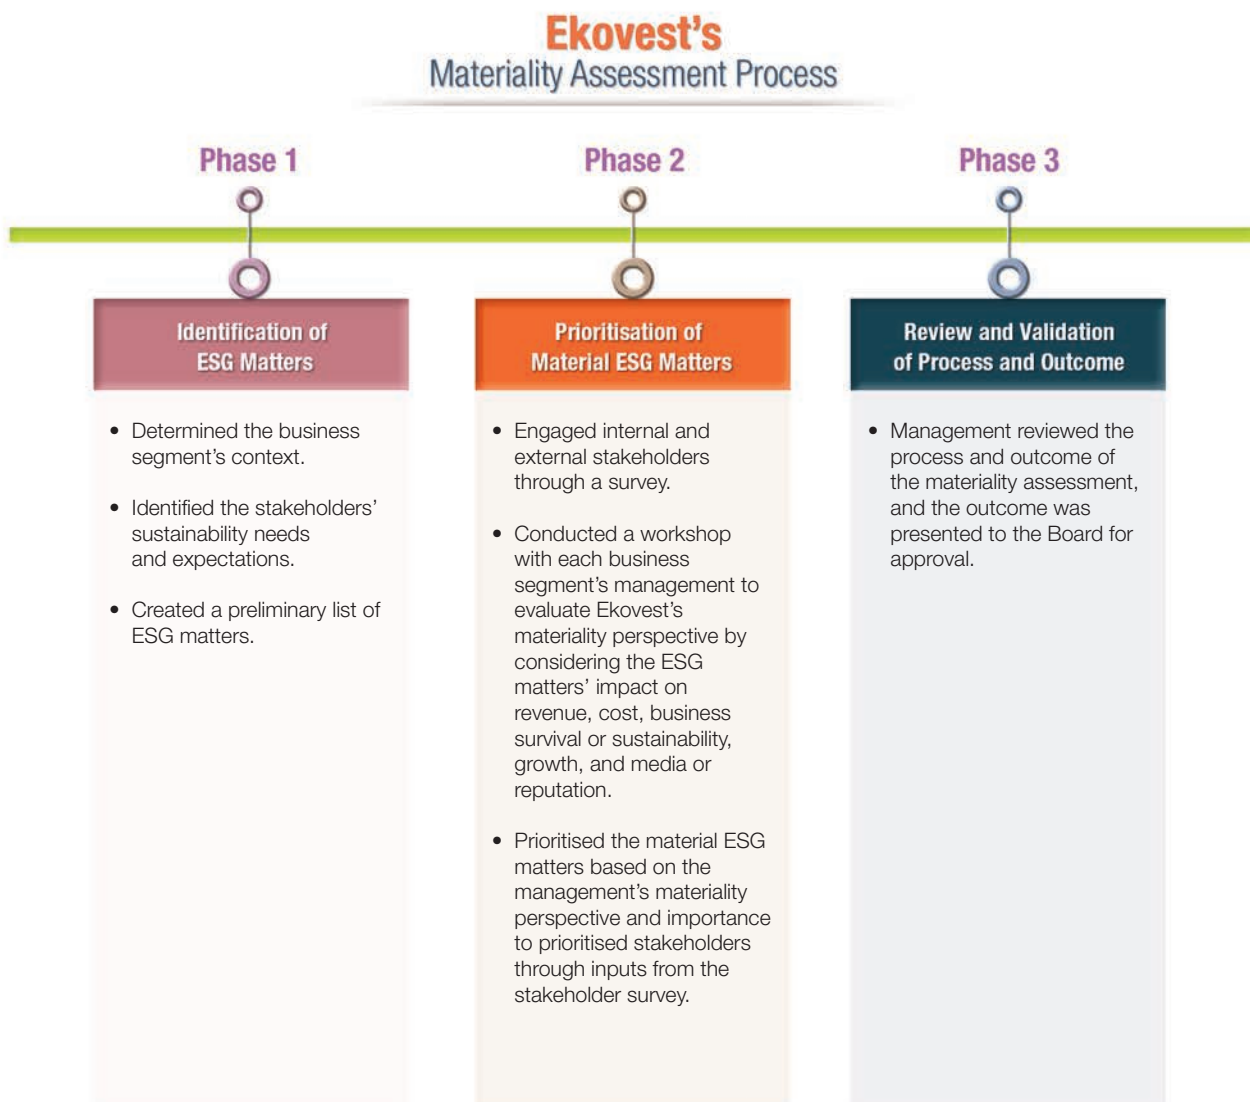 Ekovest's
Materiality Assessment Process
Phase 1
Identification of
ESG Matters
• Determined the business
segment's context.
• Identified the stakeholders'
sustainability needs
and expectations.
• Created a preliminary list of
ESG matters.
Phase 2
Prioritisation of
Material ESG Matters
• Engaged internal and
external stakeholders
through a survey.
• Conducted a workshop
with each business
segment's management to
evaluate Ekovest's
materiality perspective by
considering the ESG
matters' impact on
revenue, cost, business
survival or sustainability,
growth, and media or
reputation.
• Prioritised the material ESG
matters based on the
management's materiality
perspective and importance
to prioritised stakeholders
through inputs from the
stakeholder survey.
Phase 3
Review and Validation
of Process and Outcome
• Management reviewed the
process and outcome of
the materiality assessment,
and the outcome was
presented to the Board for
approval.